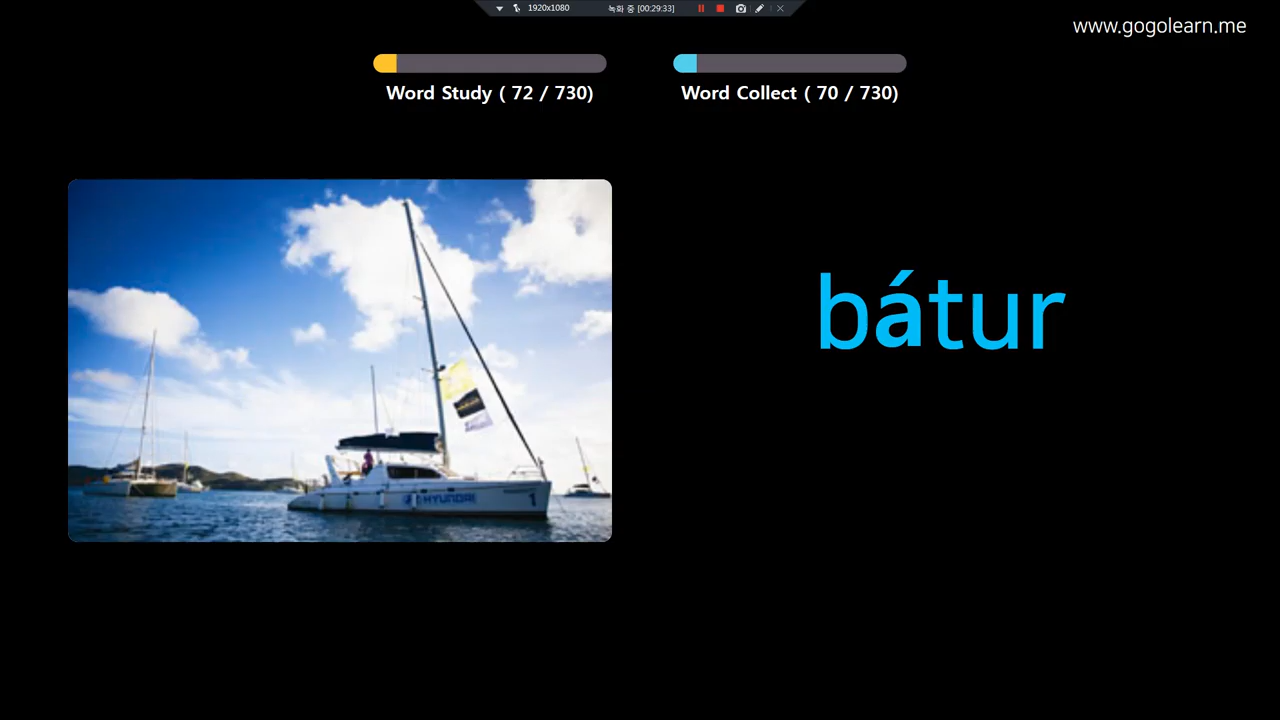 1920x1080 녹화 중 [00:29:33]
www.gogolearn.me
Word Study ( 72 / 730)
Word Collect ( 70 / 730)
bátur
HYUNDAI
1